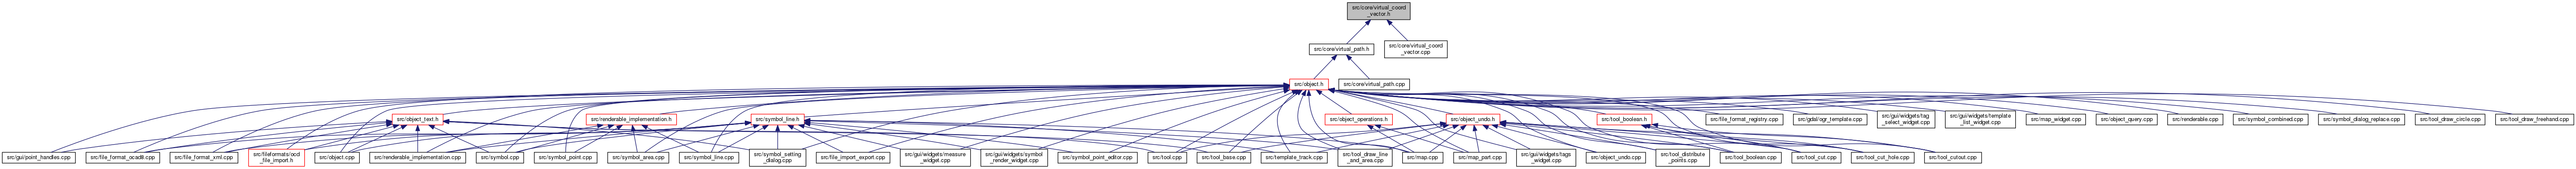 src/core/virtual_coord
_vector.h
src/core/virtual_path.h
src/core/virtual_coord
_vector.cpp
src/object.h
src/core/virtual_path.cpp
src/object_text.h
src/renderable_implementation.h
src/symbol_line.h
src/object_operations.h
src/object_undo.h
src/tool_boolean.h
src/file_format_registry.cpp
src/gdal/ogr_template.cpp
src/gui/widgets/tag
_select_widget.cpp
src/gui/widgets/template
_list_widget.cpp
src/map_widget.cpp
src/object_query.cpp
src/renderable.cpp
src/symbol_combined.cpp
src/symbol_dialog_replace.cpp
src/tool_draw_circle.cpp
src/tool_draw_freehand.cpp
src/gui/point_handles.cpp
src/file_format_ocad8.cpp
src/file_format_xml.cpp
src/fileformats/ocd
_file_import.h
src/object.cpp
src/renderable_implementation.cpp
src/symbol.cpp
src/symbol_point.cpp
src/symbol_area.cpp
src/symbol_line.cpp
src/symbol_setting
_dialog.cpp
src/file_import_export.cpp
src/gui/widgets/measure
_widget.cpp
src/gui/widgets/symbol
_render_widget.cpp
src/symbol_point_editor.cpp
src/tool.cpp
src/tool_base.cpp
src/template_track.cpp
src/tool_draw_line
_and_area.cpp
src/map.cpp
src/map_part.cpp
src/gui/widgets/tags
_widget.cpp
src/object_undo.cpp
src/tool_distribute
_points.cpp
src/tool_boolean.cpp
src/tool_cut.cpp
src/tool_cut_hole.cpp
src/tool_cutout.cpp